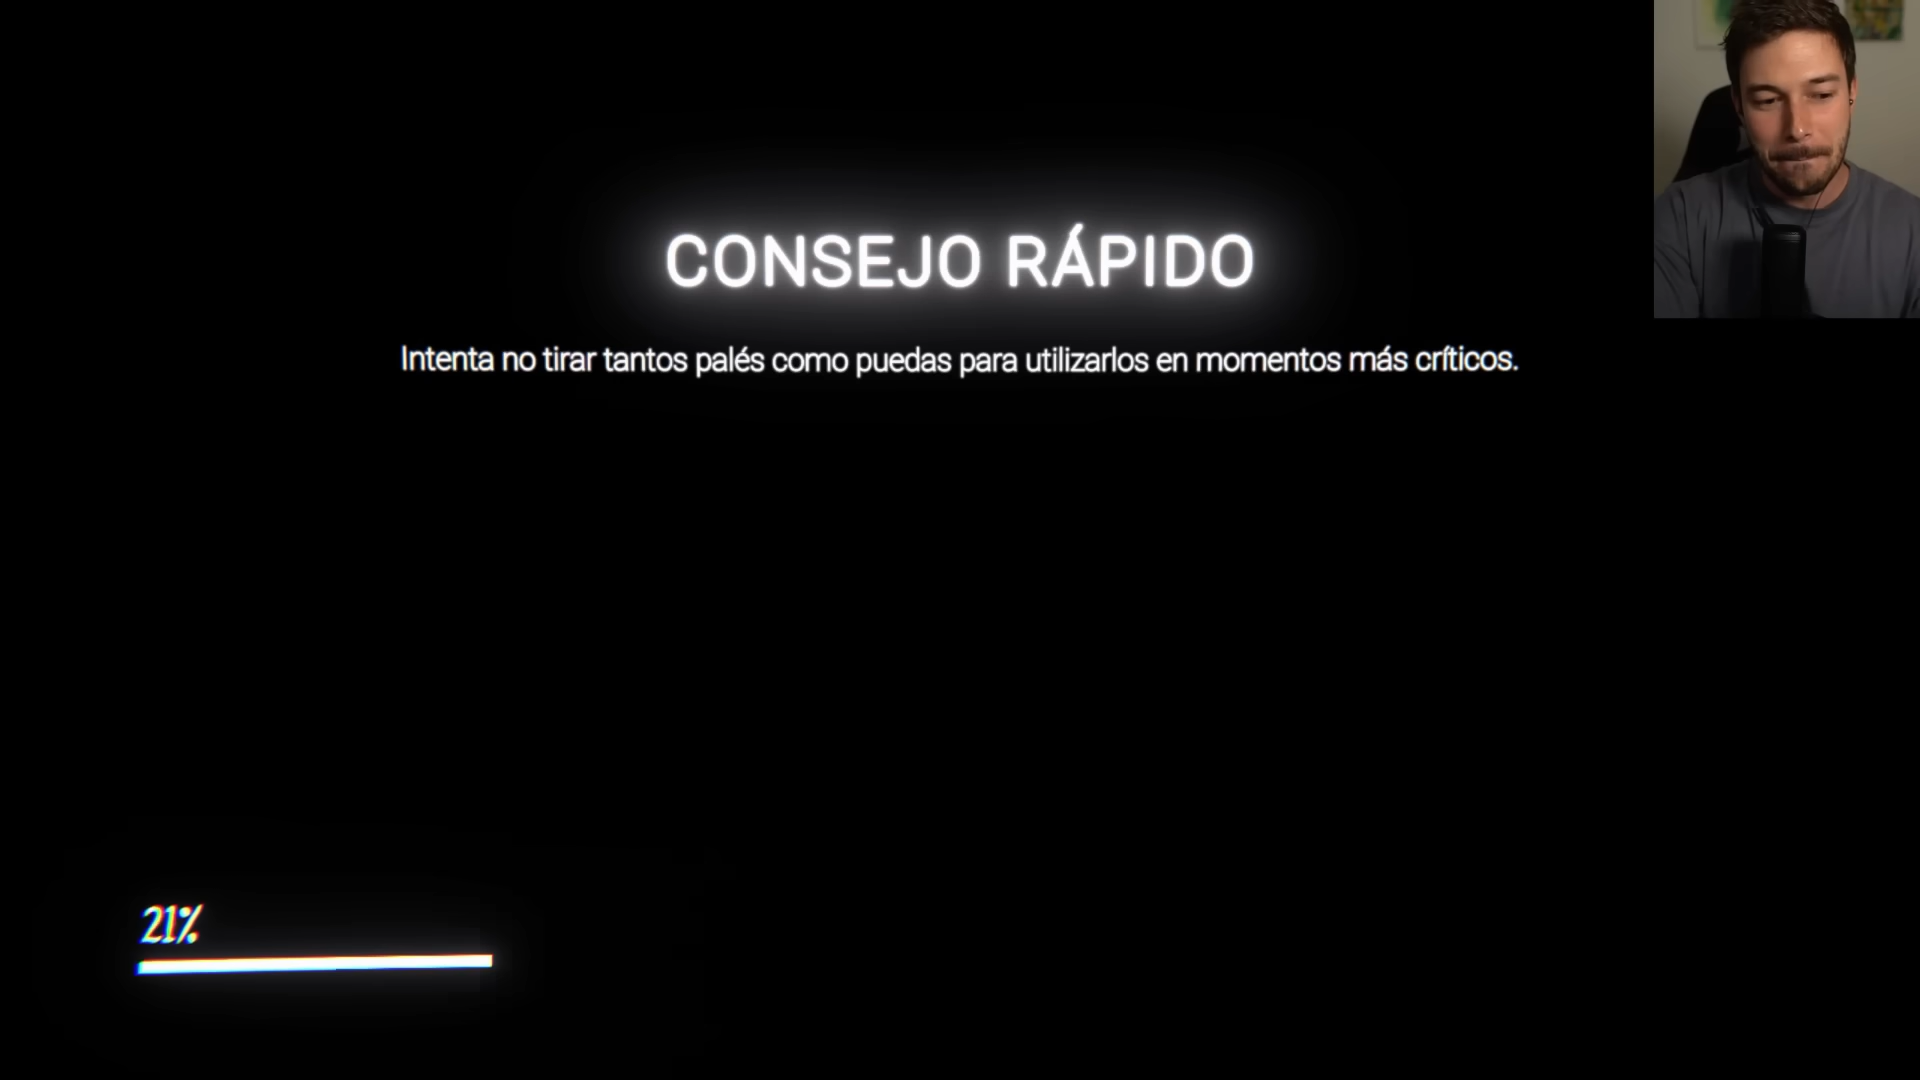 CONSEJO RÁPIDO
Intenta no tirar tantos palés como puedas para utilizarlos en momentos más críticos.
21%